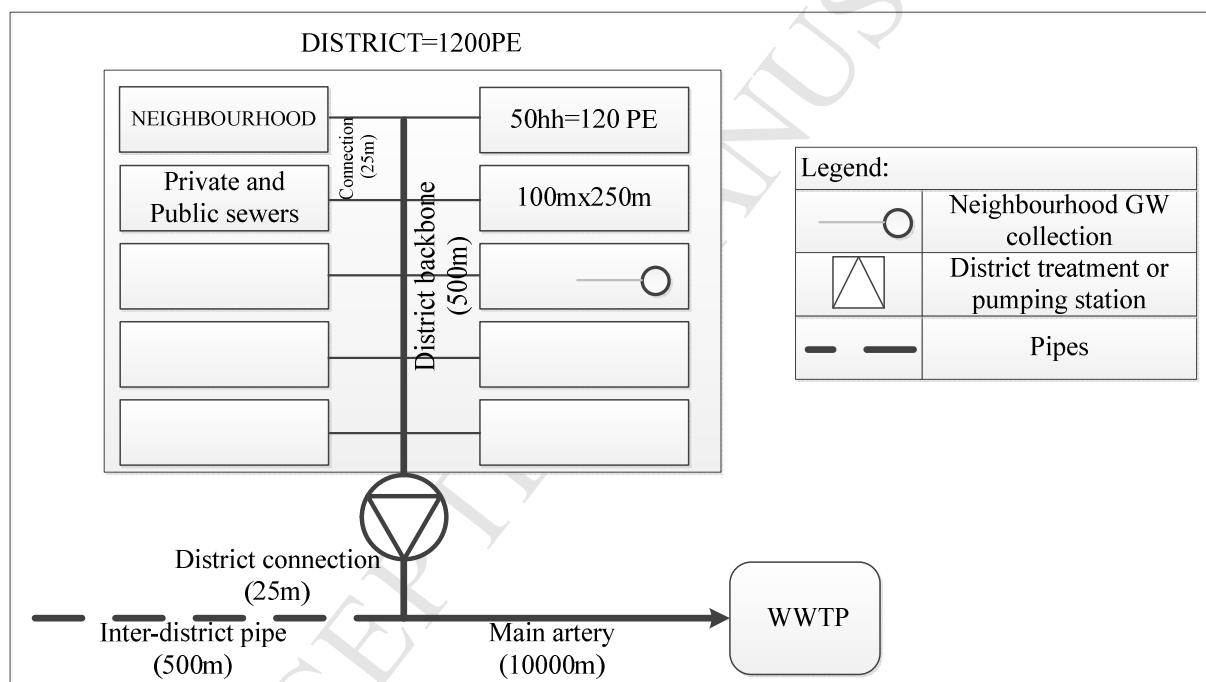 DISTRICT=1200PE
NEIGHBOURHOOD
50hh=120 PE
Connection
(25m)
Private and
Public sewers
100mx250m
District backbone
(500m)
Legend:
Neighbourhood GW
collection
District treatment or
pumping station
Pipes
District connection
(25m)
Inter-district pipe
(500m)
Main artery
(10000m)
WWTP